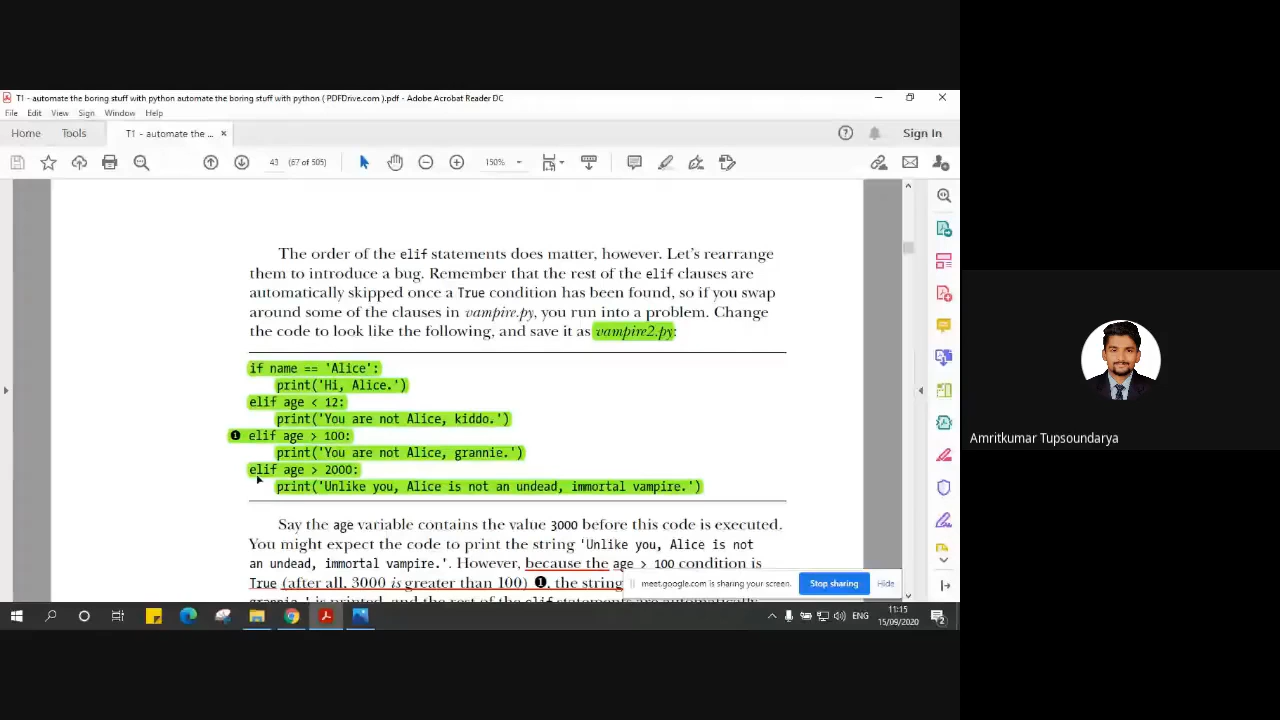 T1 - automate the boring stuff with python automate the boring stuff with python ( PDFDrive.com ).pdf - Adobe Acrobat Reader DC
File Edit View Sign Window Help
Home Tools T1 - automate the ... × Sign In
43 (67 of 505) 150%
The order of the elif statements does matter, however. Let's rearrange
them to introduce a bug. Remember that the rest of the elif clauses are
automatically skipped once a True condition has been found, so if you swap
around some of the clauses in vampire.py, you run into a problem. Change
the code to look like the following, and save it as vampire2.py:
if name == 'Alice':
print('Hi, Alice.')
elif age < 12:
print('You are not Alice, kiddo.')
❶ elif age > 100:
print('You are not Alice, grannie.')
elif age > 2000:
print('Unlike you, Alice is not an undead, immortal vampire.')
Say the age variable contains the value 3000 before this code is executed.
You might expect the code to print the string 'Unlike you, Alice is not
an undead, immortal vampire.'. However, because the age > 100 condition is
True (after all, 3000 is greater than 100) ❶, the string
meet.google.com is sharing your screen. Stop sharing Hide
Amritkumar Tupsoundarya
ENG 11:15
15/09/2020 2